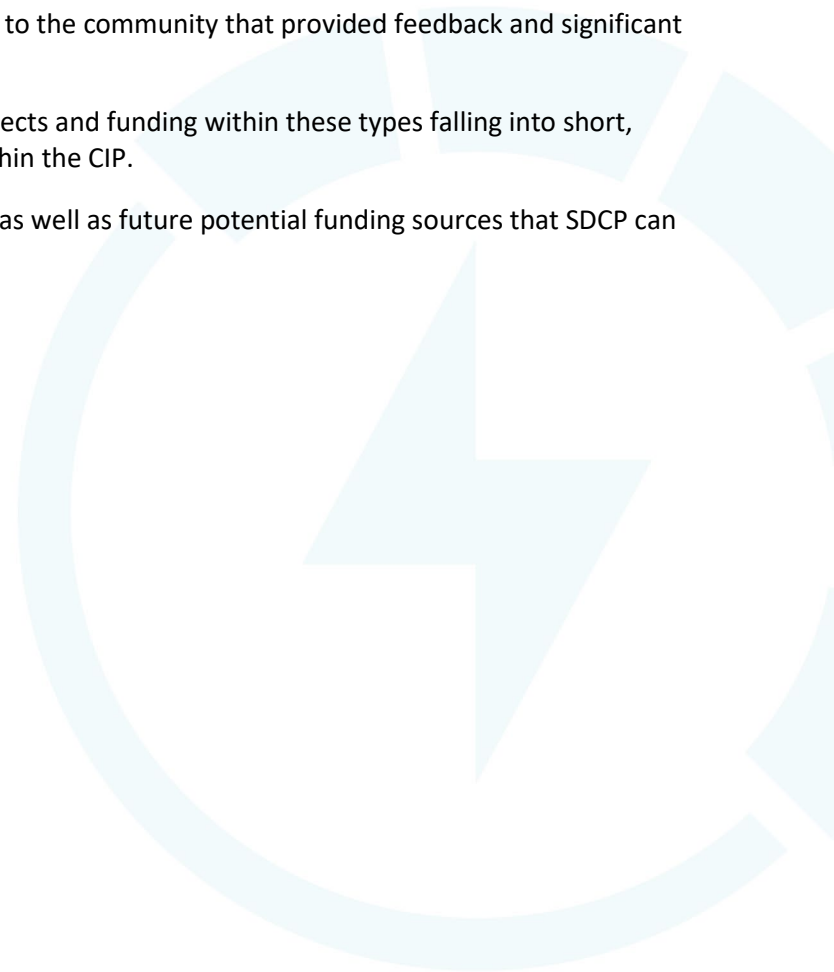 to the community that provided feedback and significant
ects and funding within these types falling into short,
hin the CIP.
as well as future potential funding sources that SDCP can